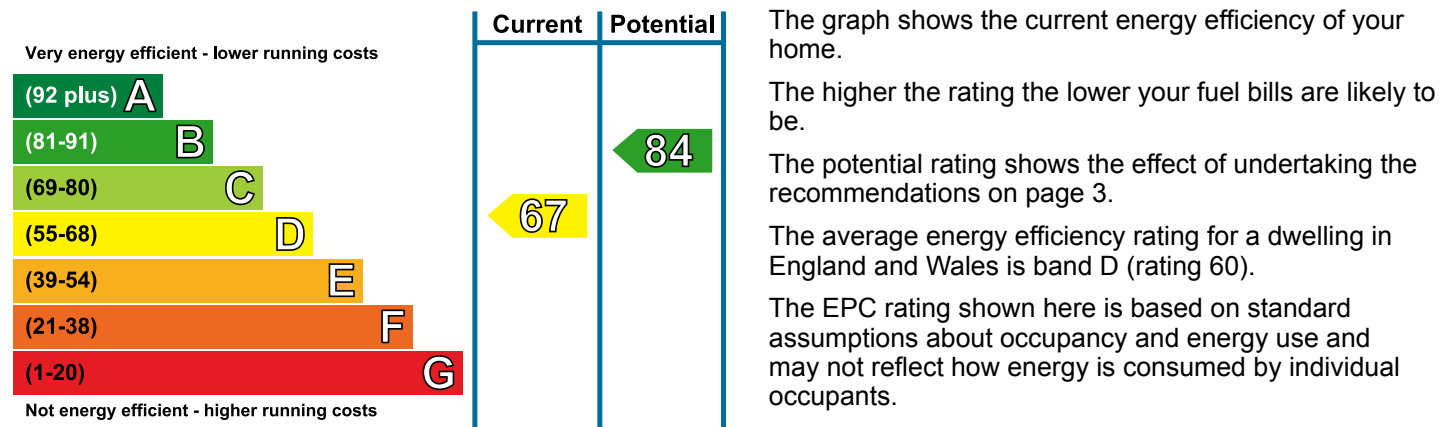 Current Potential
Very energy efficient - lower running costs
(92 plus) A
(81-91) B
84
(69-80) C
67
(55-68) D
(39-54) E
(21-38) F
(1-20) G
Not energy efficient - higher running costs
The graph shows the current energy efficiency of your
home.
The higher the rating the lower your fuel bills are likely to
be.
The potential rating shows the effect of undertaking the
recommendations on page 3.
The average energy efficiency rating for a dwelling in
England and Wales is band D (rating 60).
The EPC rating shown here is based on standard
assumptions about occupancy and energy use and
may not reflect how energy is consumed by individual
occupants.